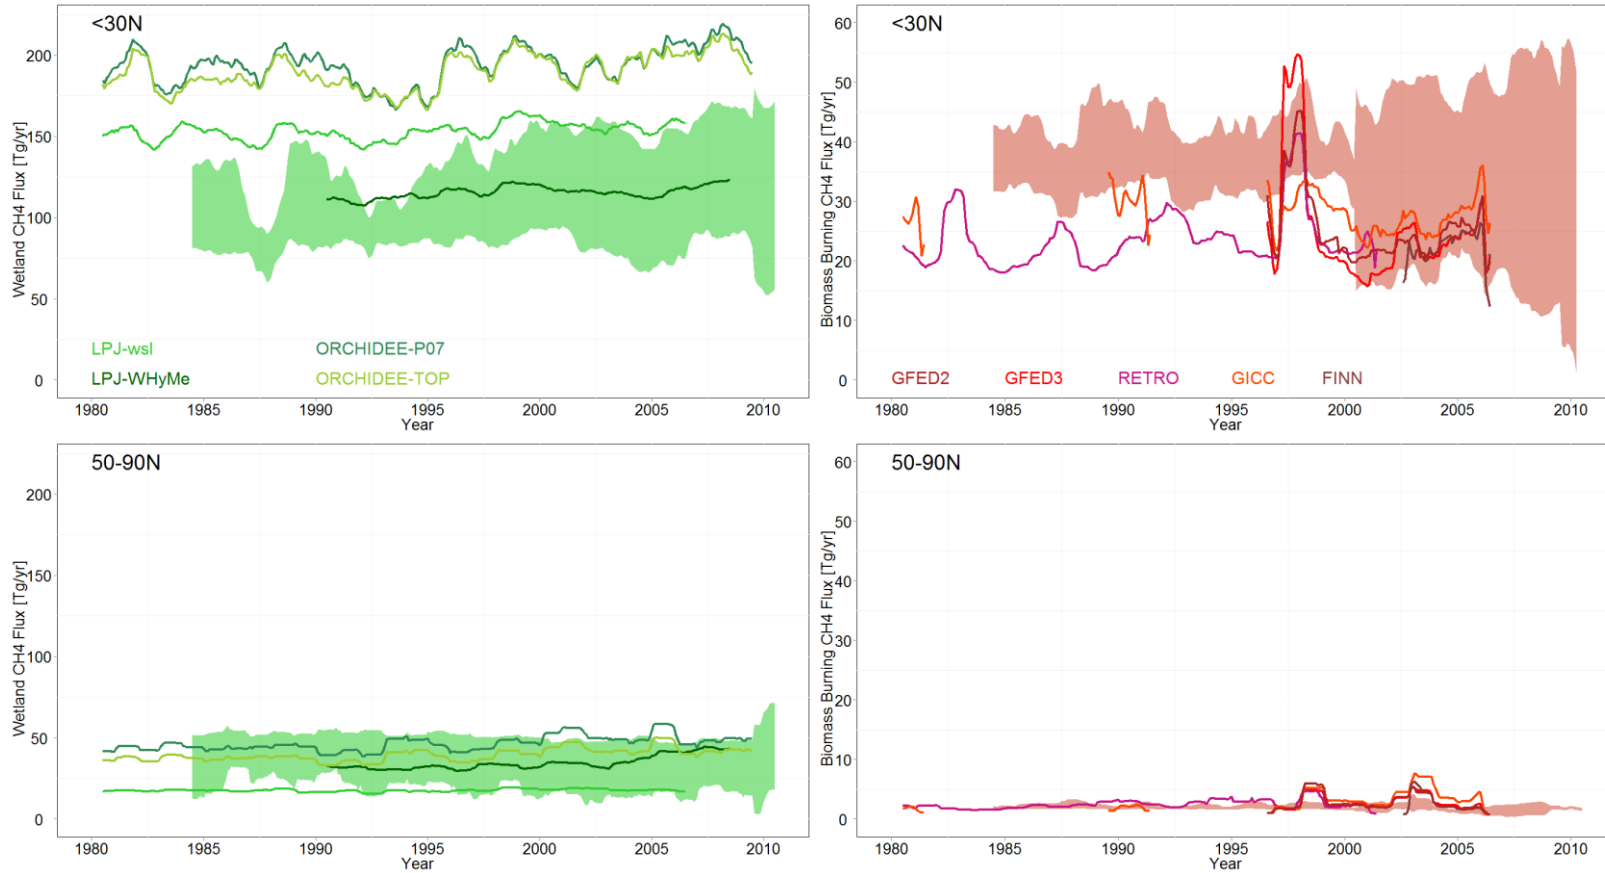 <30N
Wetland CH4 Flux [Tg/yr]
200
150
100
50
0
LPJ-wsl ORCHIDEE-P07
LPJ-WHyMe ORCHIDEE-TOP
1980 1985 1990 1995 2000 2005 2010
Year
<30N
Biomass Burning CH4 Flux [Tg/yr]
60
50
40
30
20
10
0
GFED2 GFED3 RETRO GICC FINN
1980 1985 1990 1995 2000 2005 2010
Year
50-90N
Wetland CH4 Flux [Tg/yr]
200
150
100
50
0
1980 1985 1990 1995 2000 2005 2010
Year
50-90N
Biomass Burning CH4 Flux [Tg/yr]
60
50
40
30
20
10
0
1980 1985 1990 1995 2000 2005 2010
Year